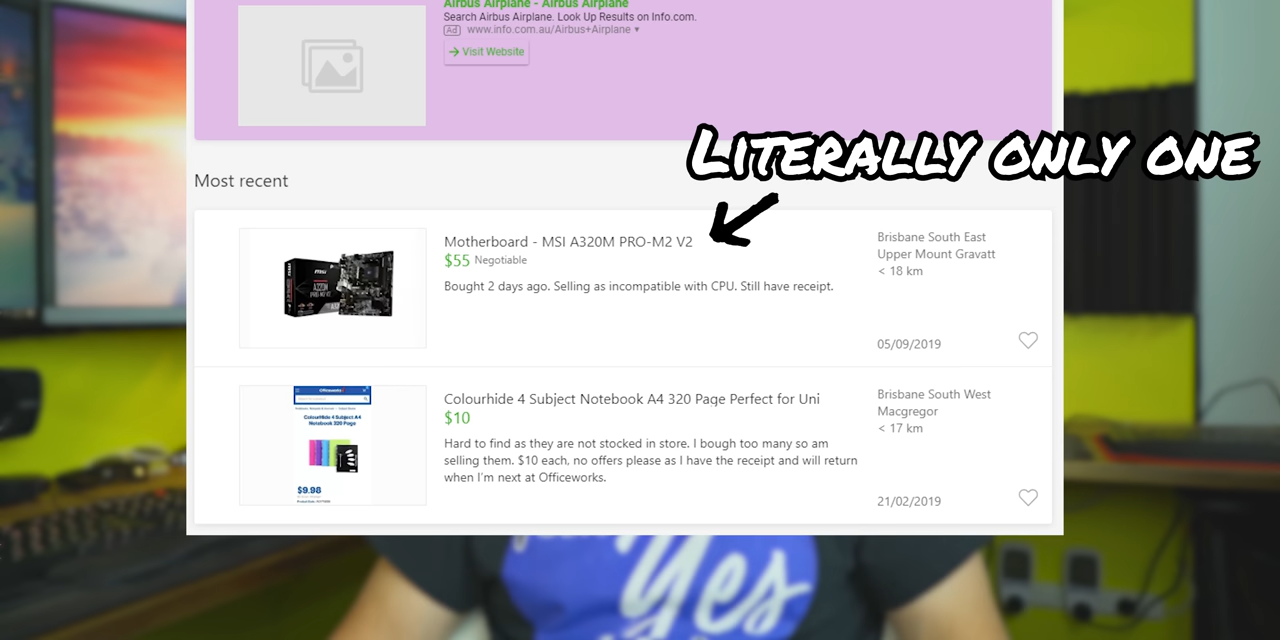 Airbus Airplane - Airbus Airplane
Search Airbus Airplane. Look Up Results on Info.com.
Ad www.info.com.au/Airbus+Airplane
Visit Website
LITERALLY ONLY ONE
Most recent
Motherboard - MSI A320M PRO-M2 V2
$55 Negotiable
Bought 2 days ago. Selling as incompatible with CPU. Still have receipt.
Brisbane South East
Upper Mount Gravatt
< 18 km
05/09/2019
msi
A320M
Colourhide 4 Subject Notebook A4 320 Page Perfect for Uni
$10
Hard to find as they are not stocked in store. I bough too many so am
selling them. $10 each, no offers please as I have the receipt and will return
when I'm next at Officeworks.
Brisbane South West
Macgregor
< 17 km
21/02/2019
Officeworks
ColourHide 4 Subject A4
Notebook 320 Page
$9.98
Yes